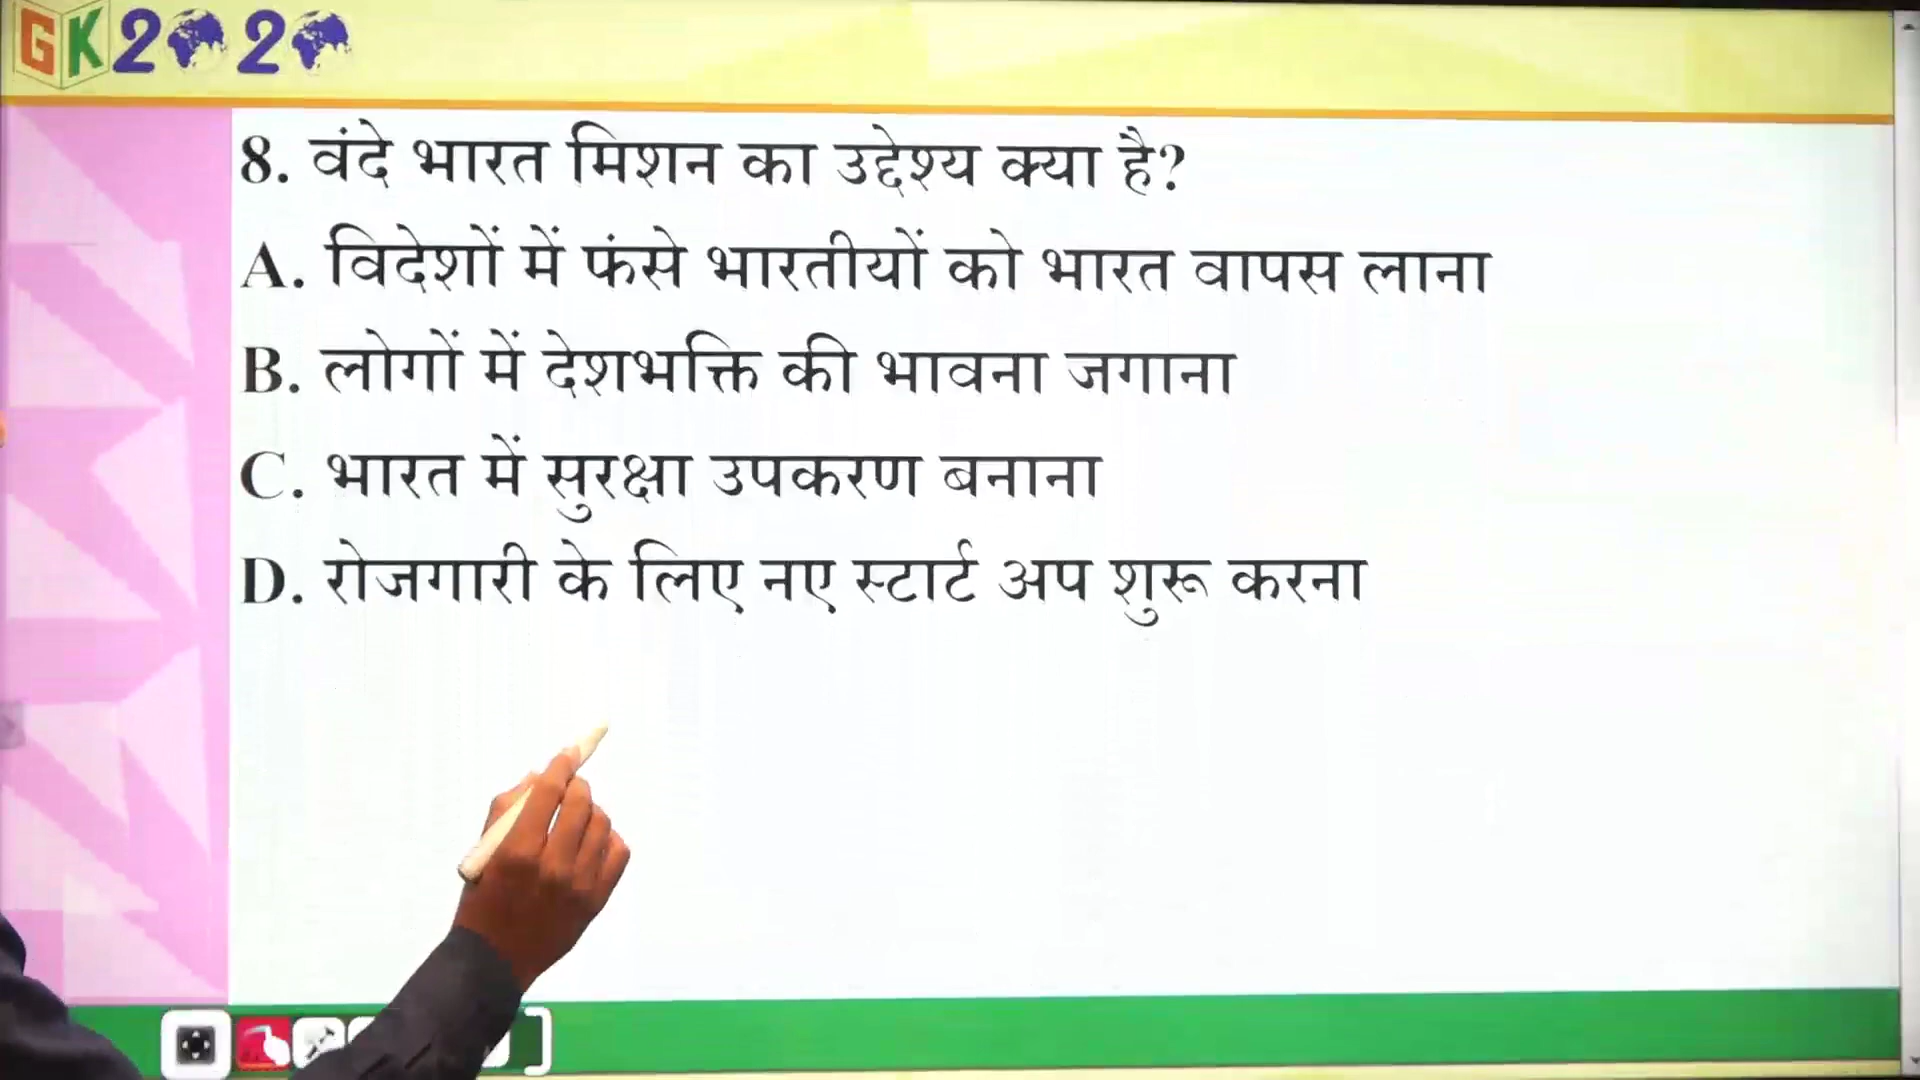 GK2020
8. वंदे भारत मिशन का उद्देश्य क्या है?
A. विदेशों में फंसे भारतीयों को भारत वापस लाना
B. लोगों में देशभक्ति की भावना जगाना
C. भारत में सुरक्षा उपकरण बनाना
D. रोजगारी के लिए नए स्टार्ट अप शुरू करना